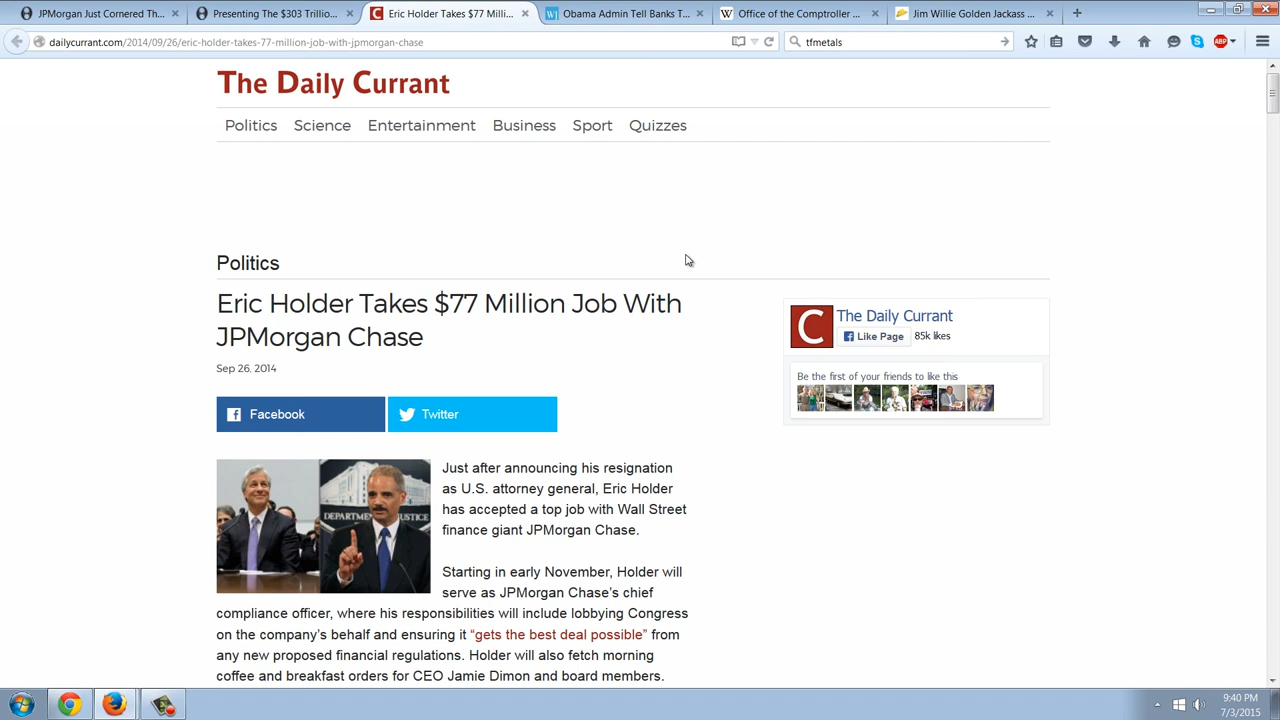 JPMorgan Just Cornered Th...
Presenting The $303 Trillio...
Eric Holder Takes $77 Milli...
Obama Admin Tell Banks T...
Office of the Comptroller ...
Jim Willie Golden Jackass ...
dailycurrant.com/2014/09/26/eric-holder-takes-77-million-job-with-jpmorgan-chase
tfmetals
ABP
The Daily Currant
Politics Science Entertainment Business Sport Quizzes
Politics
Eric Holder Takes $77 Million Job With
JPMorgan Chase
Sep 26, 2014
Facebook
Twitter
C
The Daily Currant
Like Page
85k likes
Be the first of your friends to like this
DEPARTMENT JUSTICE
Just after announcing his resignation
as U.S. attorney general, Eric Holder
has accepted a top job with Wall Street
finance giant JPMorgan Chase.
Starting in early November, Holder will
serve as JPMorgan Chase's chief
compliance officer, where his responsibilities will include lobbying Congress
on the company's behalf and ensuring it “gets the best deal possible” from
any new proposed financial regulations. Holder will also fetch morning
coffee and breakfast orders for CEO Jamie Dimon and board members.
9:40 PM
7/3/2015